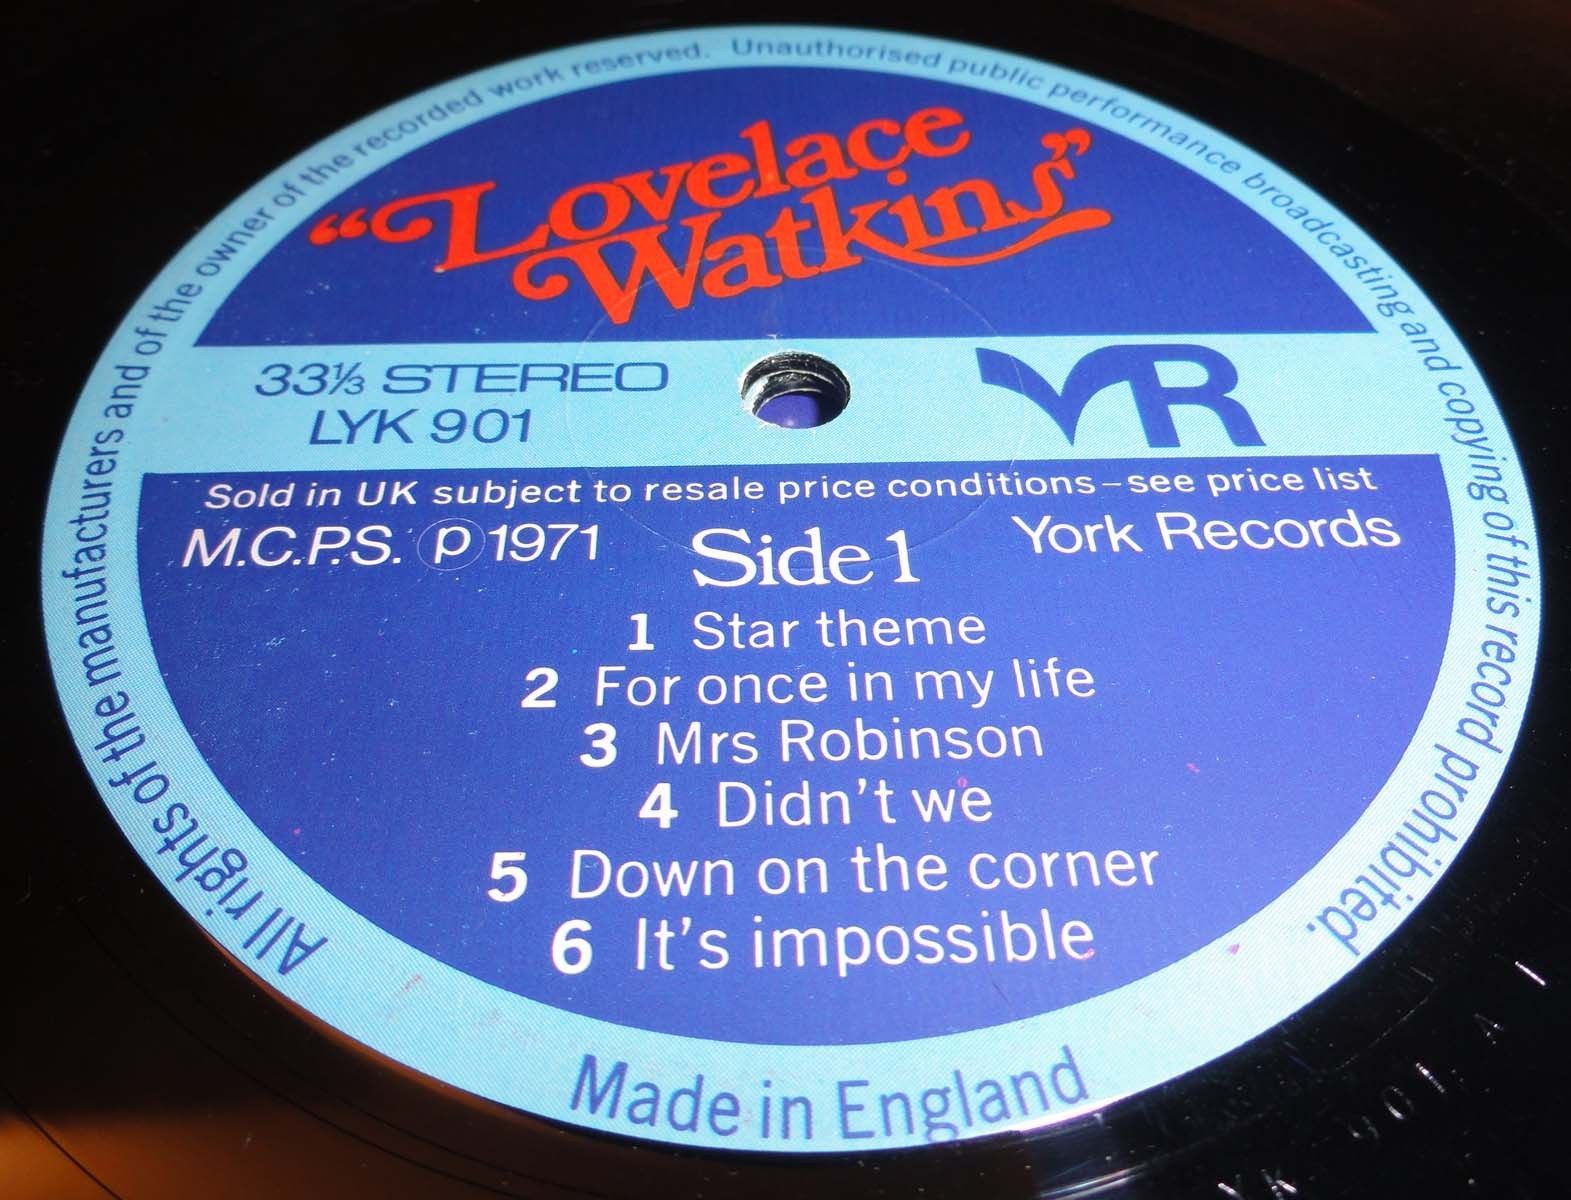 All rights of the manufacturers and of the owner of the recorded work reserved. Unauthorised public performance broadcasting and copying of this record prohibited.
“Lovelace
Watkins”
33⅓ STEREO
LYK 901
YR
Sold in UK subject to resale price conditions – see price list
M.C.P.S. ℗ 1971
Side 1
York Records
1 Star theme
2 For once in my life
3 Mrs Robinson
4 Didn't we
5 Down on the corner
6 It's impossible
Made in England